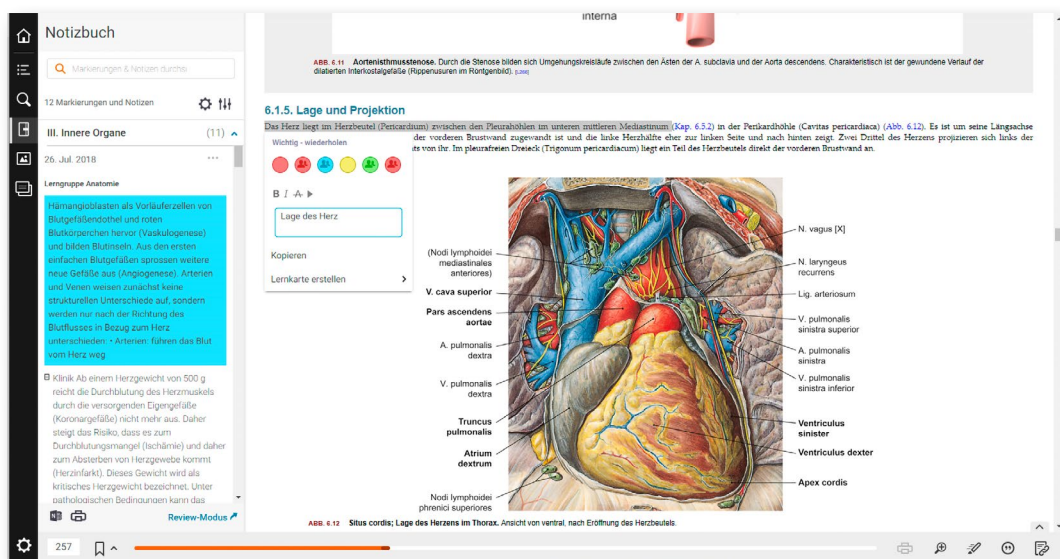 Notizbuch
Markierungen & Notizen durchsu
12 Markierungen und Notizen
III. Innere Organe (11)
26. Jul. 2018
Lerngruppe Anatomie
Hämangioblasten als Vorläuferzellen von
Blutgefäßendothel und roten
Blutkörperchen hervor (Vaskulogenese)
und bilden Blutinseln. Aus den ersten
einfachen Blutgefäßen sprossen weitere
neue Gefäße aus (Angiogenese). Arterien
und Venen weisen zunächst keine
strukturellen Unterschiede auf, sondern
werden nur nach der Richtung des
Blutflusses in Bezug zum Herz
unterschieden: • Arterien: führen das Blut
vom Herz weg
Klinik Ab einem Herzgewicht von 500 g
reicht die Durchblutung des Herzmuskels
durch die versorgenden Eigengefäße
(Koronargefäße) nicht mehr aus. Daher
steigt das Risiko, dass es zum
Durchblutungsmangel (Ischämie) und daher
zum Absterben von Herzgewebe kommt
(Herzinfarkt). Dieses Gewicht wird als
kritisches Herzgewicht bezeichnet. Unter
pathologischen Bedingungen kann das
Review-Modus
257
interna
ABB. 6.11 Aortenisthmusstenose. Durch die Stenose bilden sich Umgehungskreisläufe zwischen den Ästen der A. subclavia und der Aorta descendens. Charakteristisch ist der gewundene Verlauf der
dilatierten Interkostalgefäße (Rippenusuren im Röntgenbild).
6.1.5. Lage und Projektion
Das Herz liegt im Herzbeutel (Pericardium) zwischen den Pleurahöhlen im unteren mittleren Mediastinum (Kap. 6.5.2) in der Perikardhöhle (Cavitas pericardiaca) (Abb. 6.12). Es ist um seine Längsachse
der vorderen Brustwand zugewandt ist und die linke Herzhälfte eher zur linken Seite und nach hinten zeigt. Zwei Drittel des Herzens projizieren sich links der
ts von ihr. Im pleurafreien Dreieck (Trigonum pericardiacum) liegt ein Teil des Herzbeutels direkt der vorderen Brustwand an.
Wichtig - wiederholen
B I A
Lage des Herz
Kopieren
Lernkarte erstellen
(Nodi lymphoidei
mediastinales
anteriores)
V. cava superior
Pars ascendens
aortae
A. pulmonalis
dextra
V. pulmonalis
dextra
Truncus
pulmonalis
Atrium
dextrum
Nodi lymphoidei
phrenici superiores
N. vagus [X]
N. laryngeus
recurrens
Lig. arteriosum
V. pulmonalis
sinistra superior
A. pulmonalis
sinistra
V. pulmonalis
sinistra inferior
Ventriculus
sinister
Ventriculus dexter
Apex cordis
ABB. 6.12 Situs cordis; Lage des Herzens im Thorax. Ansicht von ventral, nach Eröffnung des Herzbeutels.